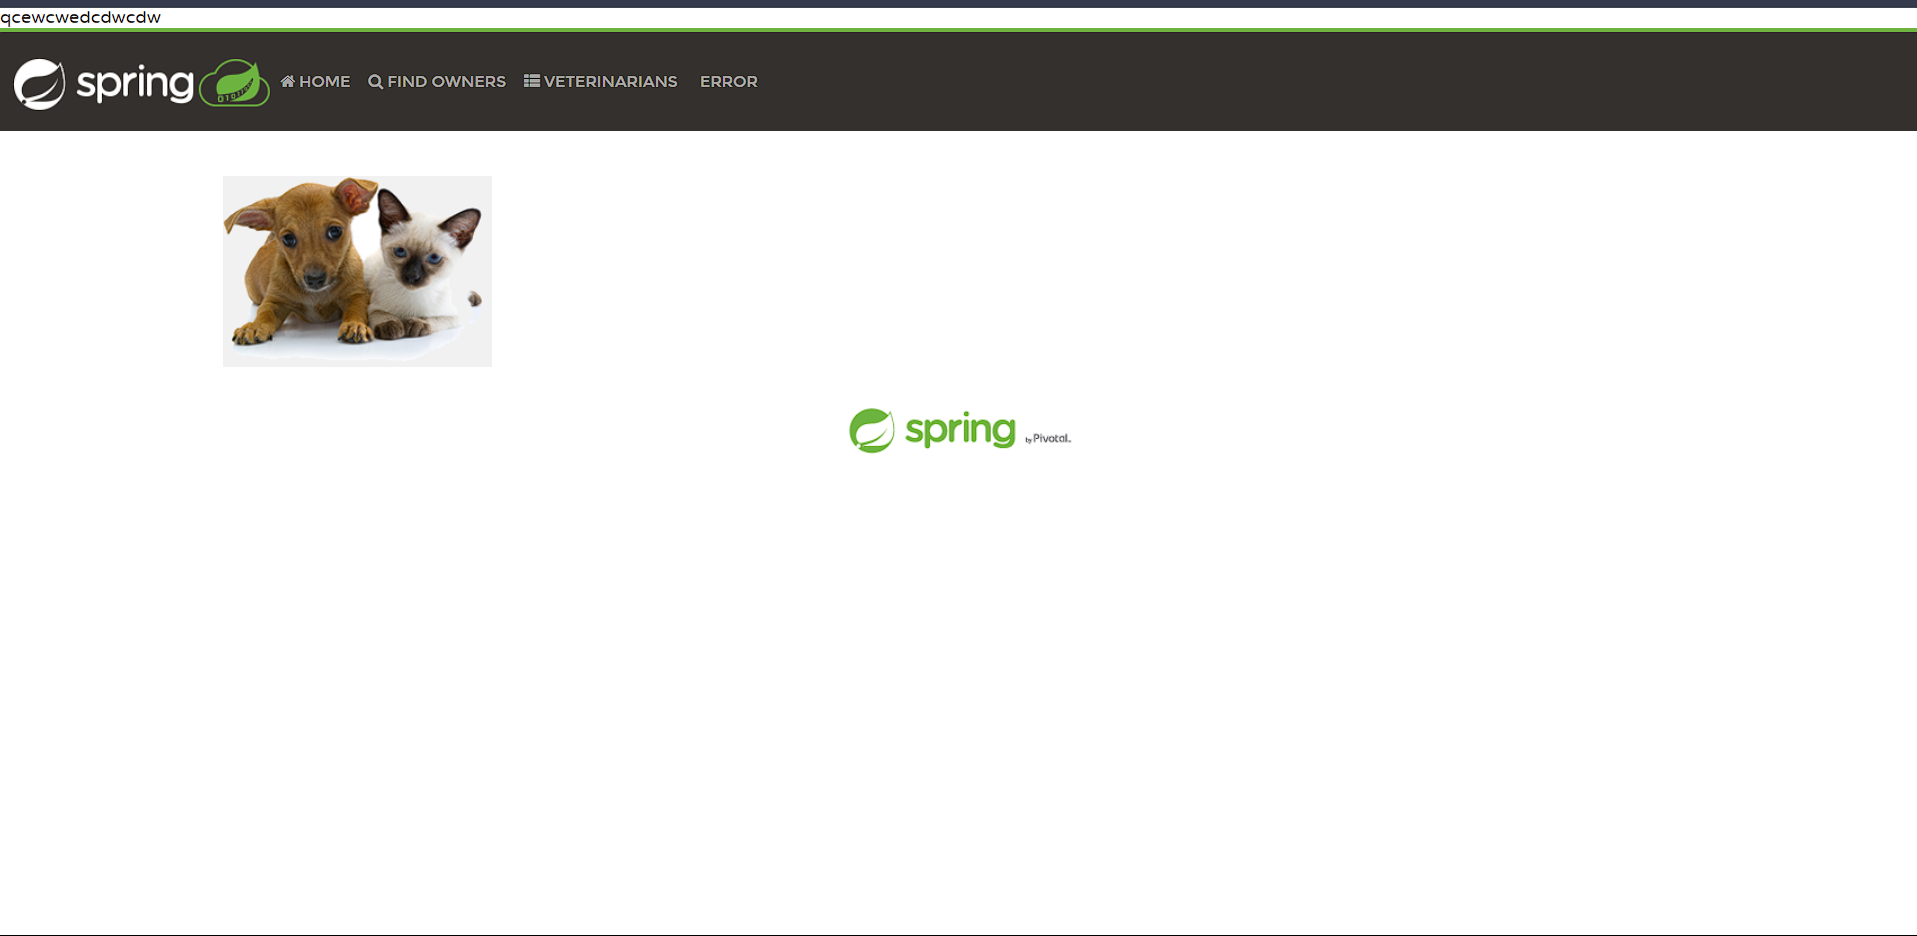 qcewcwedcdwcdw
spring
HOME FIND OWNERS VETERINARIANS ERROR
spring by Pivotal